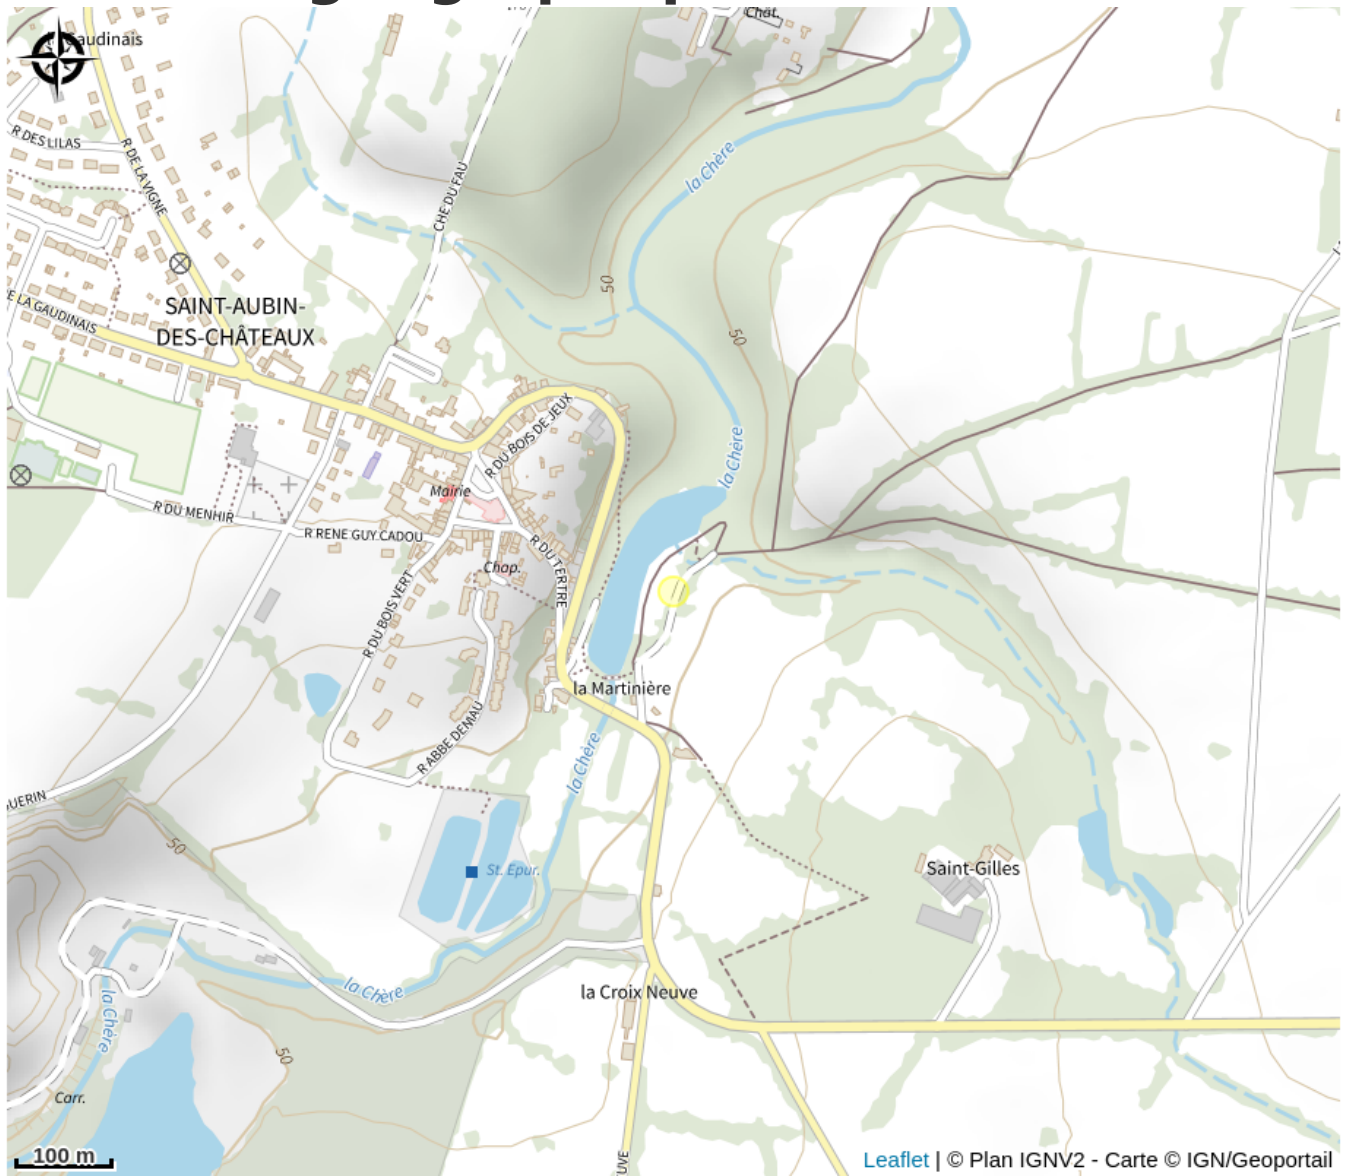 Chât.
Gaudinais
R DES LILAS
R DE LA VIGNE
CHE DU FAU
la Chère
50
SAINT-AUBIN-
DES-CHÂTEAUX
E LA GAUDINAIS
50
R DU BOIS DE JEUX
la Chère
Mairie
R DU MENHIR
R RENE GUY CADOU
R DU TERTRE
Chap.
R DU BOIS VERT
la Martinière
R ABBE DEMAU
la Chère
GUERIN
50
St. Epur.
Saint-Gilles
la Chère
la Croix Neuve
la Chère
50
Carr.
100 m
UVE
Leaflet | © Plan IGNV2 - Carte © IGN/Geoportail